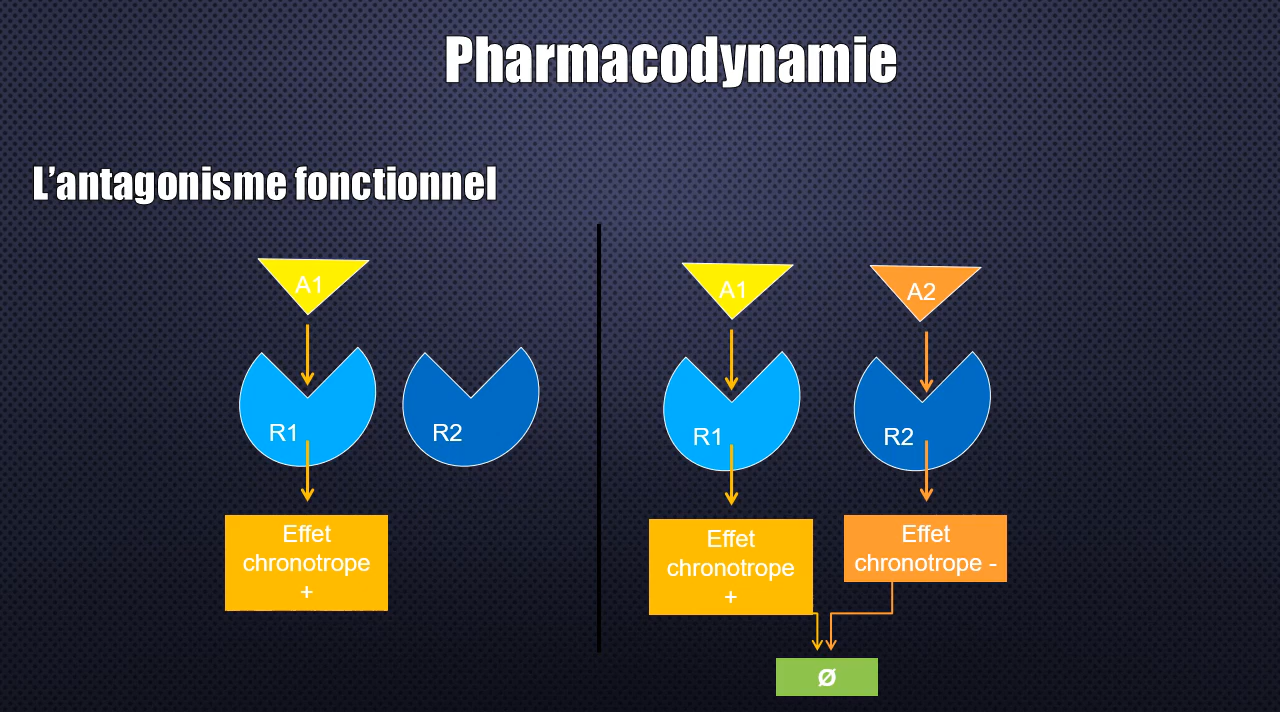 Pharmacodynamie
L’antagonisme fonctionnel
A1
R1
R2
Effet
chronotrope
+
A1
A2
R1
R2
Effet
chronotrope
+
Effet
chronotrope -
Ø